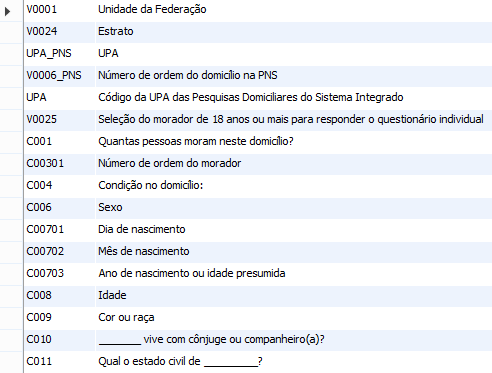 V0001 Unidade da Federação
V0024 Estrato
UPA_PNS UPA
V0006_PNS Número de ordem do domicílio na PNS
UPA Código da UPA das Pesquisas Domiciliares do Sistema Integrado
V0025 Seleção do morador de 18 anos ou mais para responder o questionário individual
C001 Quantas pessoas moram neste domicílio?
C00301 Número de ordem do morador
C004 Condição no domicílio:
C006 Sexo
C00701 Dia de nascimento
C00702 Mês de nascimento
C00703 Ano de nascimento ou idade presumida
C008 Idade
C009 Cor ou raça
C010 _______ vive com cônjuge ou companheiro(a)?
C011 Qual o estado civil de _________?